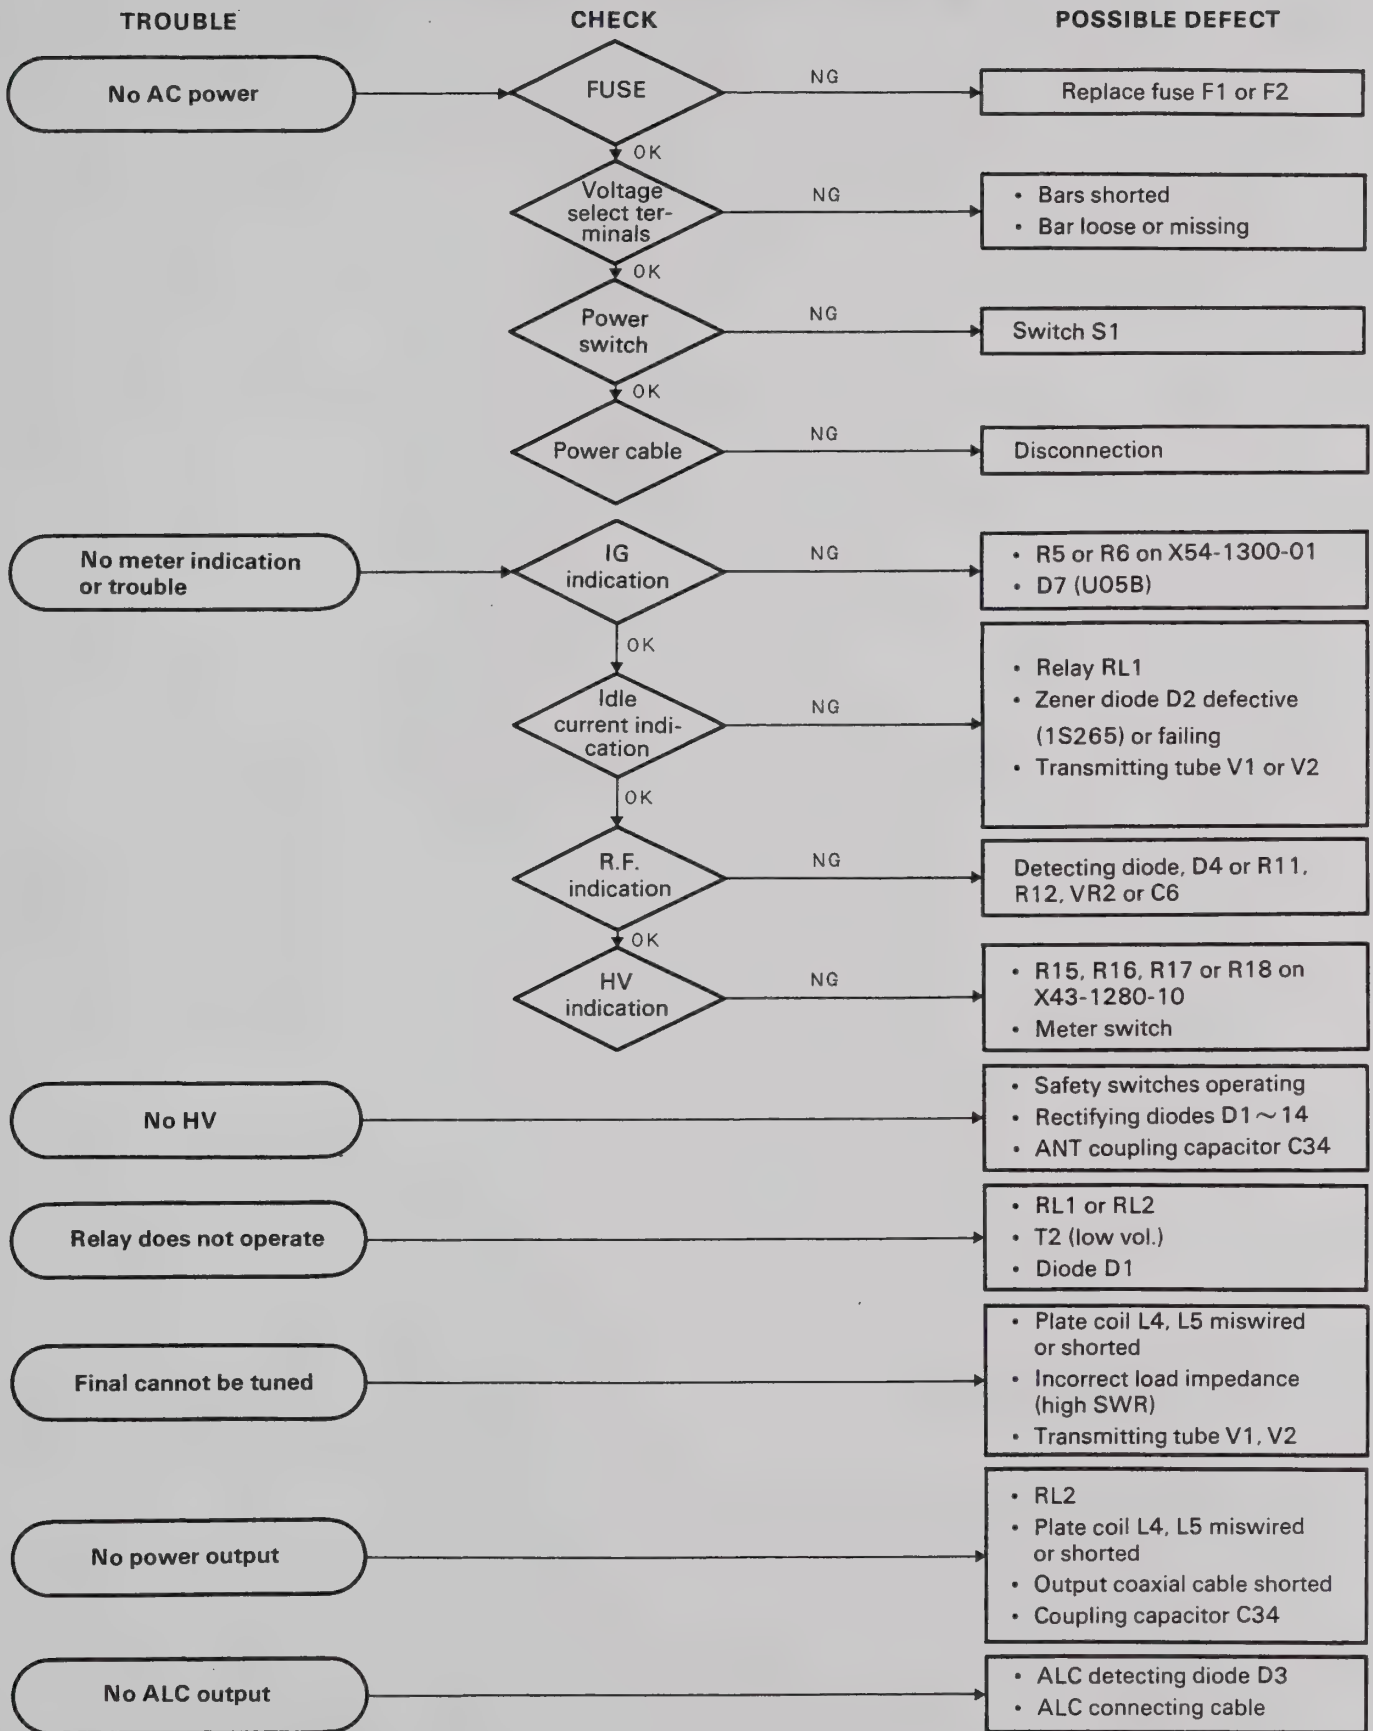 TROUBLE
CHECK
POSSIBLE DEFECT
No AC power
FUSE
NG
Replace fuse F1 or F2
OK
Voltage
select ter-
minals
NG
• Bars shorted
• Bar loose or missing
OK
Power
switch
NG
Switch S1
OK
Power cable
NG
Disconnection
No meter indication
or trouble
IG
indication
NG
• R5 or R6 on X54-1300-01
• D7 (U05B)
OK
Idle
current indi-
cation
NG
• Relay RL1
• Zener diode D2 defective
(1S265) or failing
• Transmitting tube V1 or V2
OK
R.F.
indication
NG
Detecting diode, D4 or R11,
R12, VR2 or C6
OK
HV
indication
NG
• R15, R16, R17 or R18 on
X43-1280-10
• Meter switch
No HV
• Safety switches operating
• Rectifying diodes D1~14
• ANT coupling capacitor C34
Relay does not operate
• RL1 or RL2
• T2 (low vol.)
• Diode D1
Final cannot be tuned
• Plate coil L4, L5 miswired
or shorted
• Incorrect load impedance
(high SWR)
• Transmitting tube V1, V2
No power output
• RL2
• Plate coil L4, L5 miswired
or shorted
• Output coaxial cable shorted
• Coupling capacitor C34
No ALC output
• ALC detecting diode D3
• ALC connecting cable